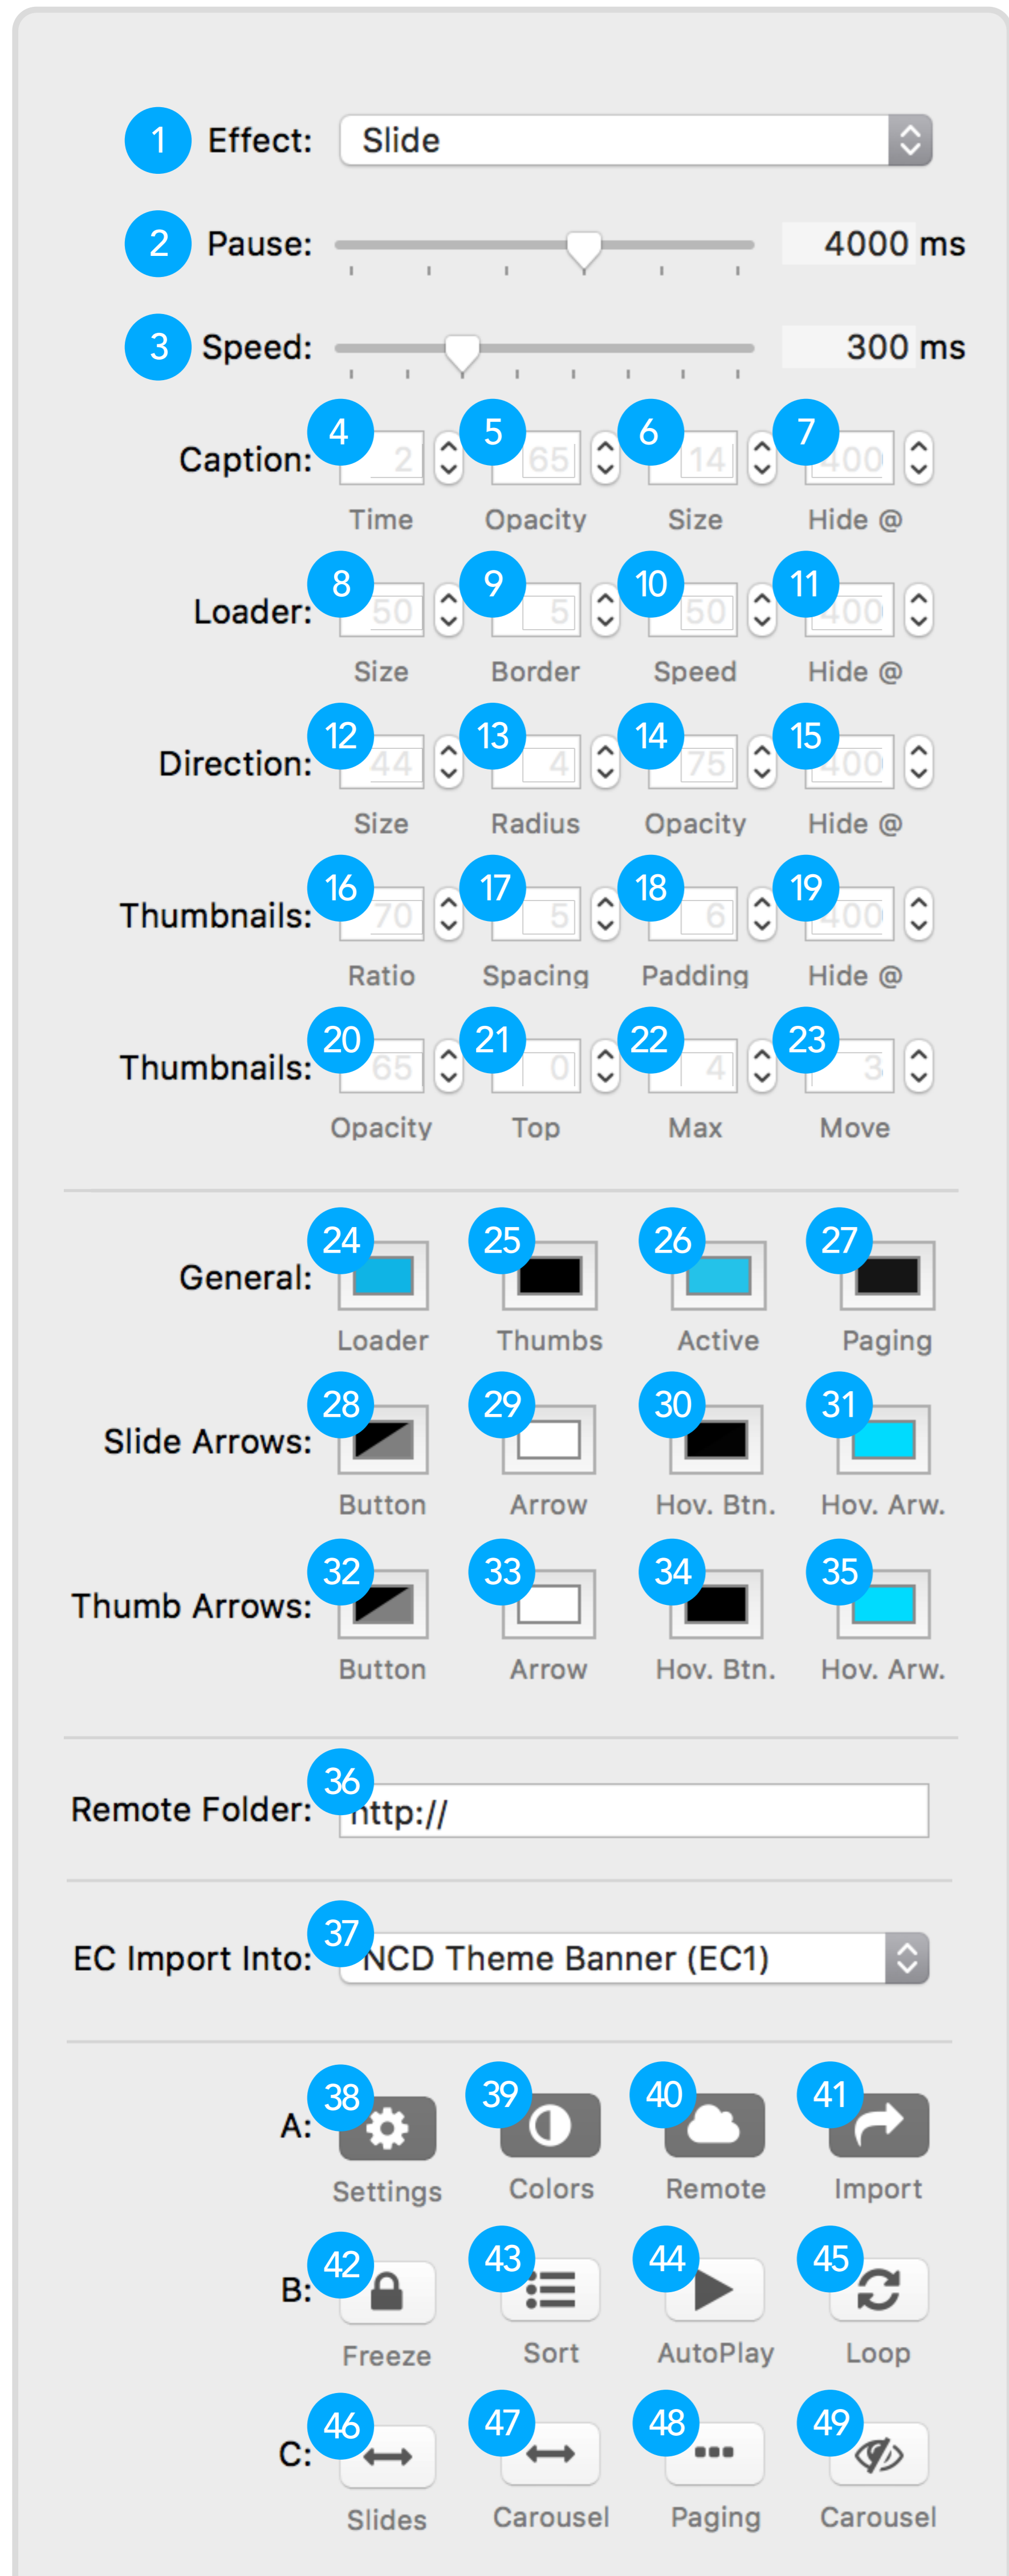 1 Effect: Slide
2 Pause: 4000 ms
3 Speed: 300 ms
4 5 6 7
Caption: 2 65 14 400
Time Opacity Size Hide @
8 9 10 11
Loader: 50 5 50 400
Size Border Speed Hide @
12 13 14 15
Direction: 44 4 75 400
Size Radius Opacity Hide @
16 17 18 19
Thumbnails: 70 5 6 400
Ratio Spacing Padding Hide @
20 21 22 23
Thumbnails: 65 0 4 3
Opacity Top Max Move
24 25 26 27
General:
Loader Thumbs Active Paging
28 29 30 31
Slide Arrows:
Button Arrow Hov. Btn. Hov. Arw.
32 33 34 35
Thumb Arrows:
Button Arrow Hov. Btn. Hov. Arw.
36
Remote Folder: http://
37
EC Import Into: NCD Theme Banner (EC1)
38 39 40 41
A:
Settings Colors Remote Import
42 43 44 45
B:
Freeze Sort AutoPlay Loop
46 47 48 49
C:
Slides Carousel Paging Carousel